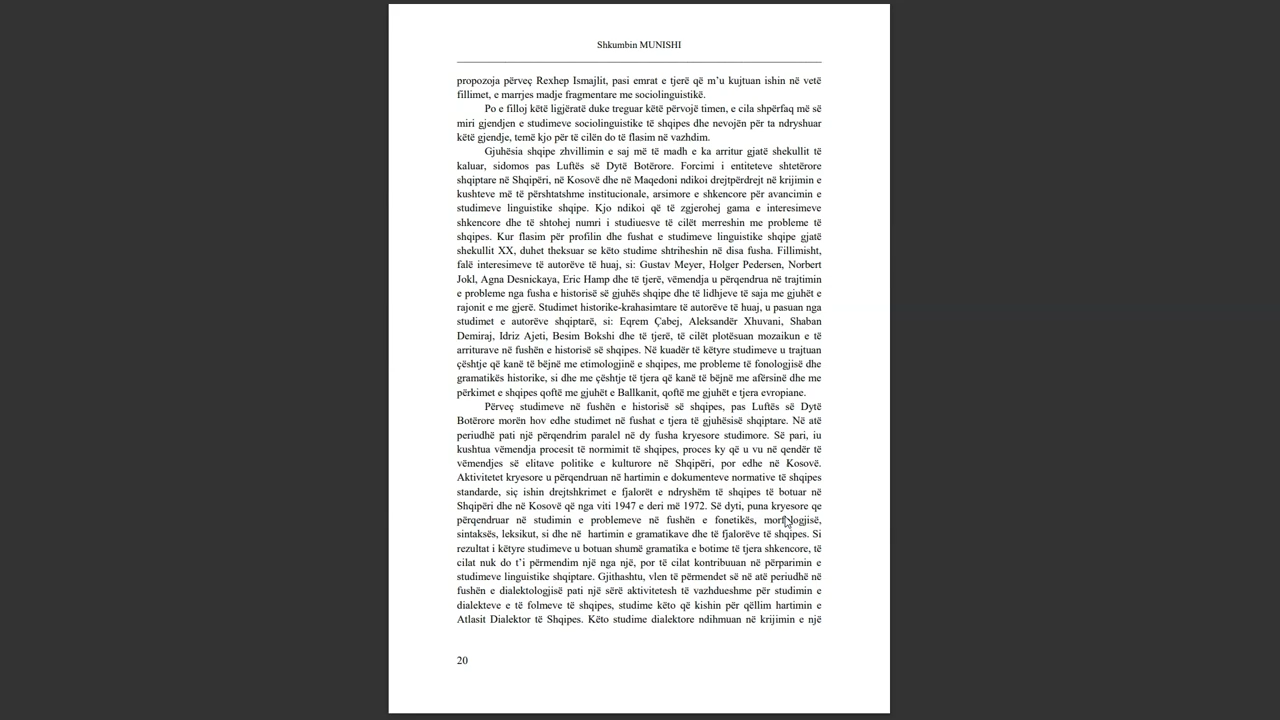 Shkumbin MUNISHI
propozoja përveç Rexhep Ismajlit, pasi emrat e tjerë që m’u kujtuan ishin në vetë
fillimet, e marrjes madje fragmentare me sociolinguistikë.
Po e filloj këtë ligjëratë duke treguar këtë përvojë timen, e cila shpërfaq më së
miri gjendjen e studimeve sociolinguistike të shqipes dhe nevojën për ta ndryshuar
këtë gjendje, temë kjo për të cilën do të flasim në vazhdim.
Gjuhësia shqipe zhvillimin e saj më të madh e ka arritur gjatë shekullit të
kaluar, sidomos pas Luftës së Dytë Botërore. Forcimi i entiteteve shtetërore
shqiptare në Shqipëri, në Kosovë dhe në Maqedoni ndikoi drejtpërdrejt në krijimin e
kushteve më të përshtatshme institucionale, arsimore e shkencore për avancimin e
studimeve linguistike shqipe. Kjo ndikoi që të zgjerohej gama e interesimeve
shkencore dhe të shtohej numri i studiuesve të cilët merreshin me probleme të
shqipes. Kur flasim për profilin dhe fushat e studimeve linguistike shqipe gjatë
shekullit XX, duhet theksuar se këto studime shtriheshin në disa fusha. Fillimisht,
falë interesimeve të autorëve të huaj, si: Gustav Meyer, Holger Pedersen, Norbert
Jokl, Agna Desnickaya, Eric Hamp dhe të tjerë, vëmendja u përqendrua në trajtimin
e probleme nga fusha e historisë së gjuhës shqipe dhe të lidhjeve të saja me gjuhët e
rajonit e me gjerë. Studimet historike-krahasimtare të autorëve të huaj, u pasuan nga
studimet e autorëve shqiptarë, si: Eqrem Çabej, Aleksandër Xhuvani, Shaban
Demiraj, Idriz Ajeti, Besim Bokshi dhe të tjerë, të cilët plotësuan mozaikun e të
arriturave në fushën e historisë së shqipes. Në kuadër të këtyre studimeve u trajtuan
çështje që kanë të bëjnë me etimologjinë e shqipes, me probleme të fonologjisë dhe
gramatikës historike, si dhe me çështje të tjera që kanë të bëjnë me afërsinë dhe me
përkimet e shqipes qoftë me gjuhët e Ballkanit, qoftë me gjuhët e tjera evropiane.
Përveç studimeve në fushën e historisë së shqipes, pas Luftës së Dytë
Botërore morën hov edhe studimet në fushat e tjera të gjuhësisë shqiptare. Në atë
periudhë pati një përqendrim paralel në dy fusha kryesore studimore. Së pari, iu
kushtua vëmendja procesit të normimit të shqipes, proces ky që u vu në qendër të
vëmendjes së elitave politike e kulturore në Shqipëri, por edhe në Kosovë.
Aktivitetet kryesore u përqendruan në hartimin e dokumenteve normative të shqipes
standarde, siç ishin drejtshkrimet e fjalorët e ndryshëm të shqipes të botuar në
Shqipëri dhe në Kosovë që nga viti 1947 e deri më 1972. Së dyti, puna kryesore qe
përqendruar në studimin e problemeve në fushën e fonetikës, morfologjisë,
sintaksës, leksikut, si dhe në hartimin e gramatikave dhe të fjalorëve të shqipes. Si
rezultat i këtyre studimeve u botuan shumë gramatika e botime të tjera shkencore, të
cilat nuk do t’i përmendim një nga një, por të cilat kontribuuan në përparimin e
studimeve linguistike shqiptare. Gjithashtu, vlen të përmendet së në atë periudhë në
fushën e dialektologjisë pati një sërë aktivitetesh të vazhdueshme për studimin e
dialekteve e të folmeve të shqipes, studime këto që kishin për qëllim hartimin e
Atlasit Dialektor të Shqipes. Këto studime dialektore ndihmuan në krijimin e një
20